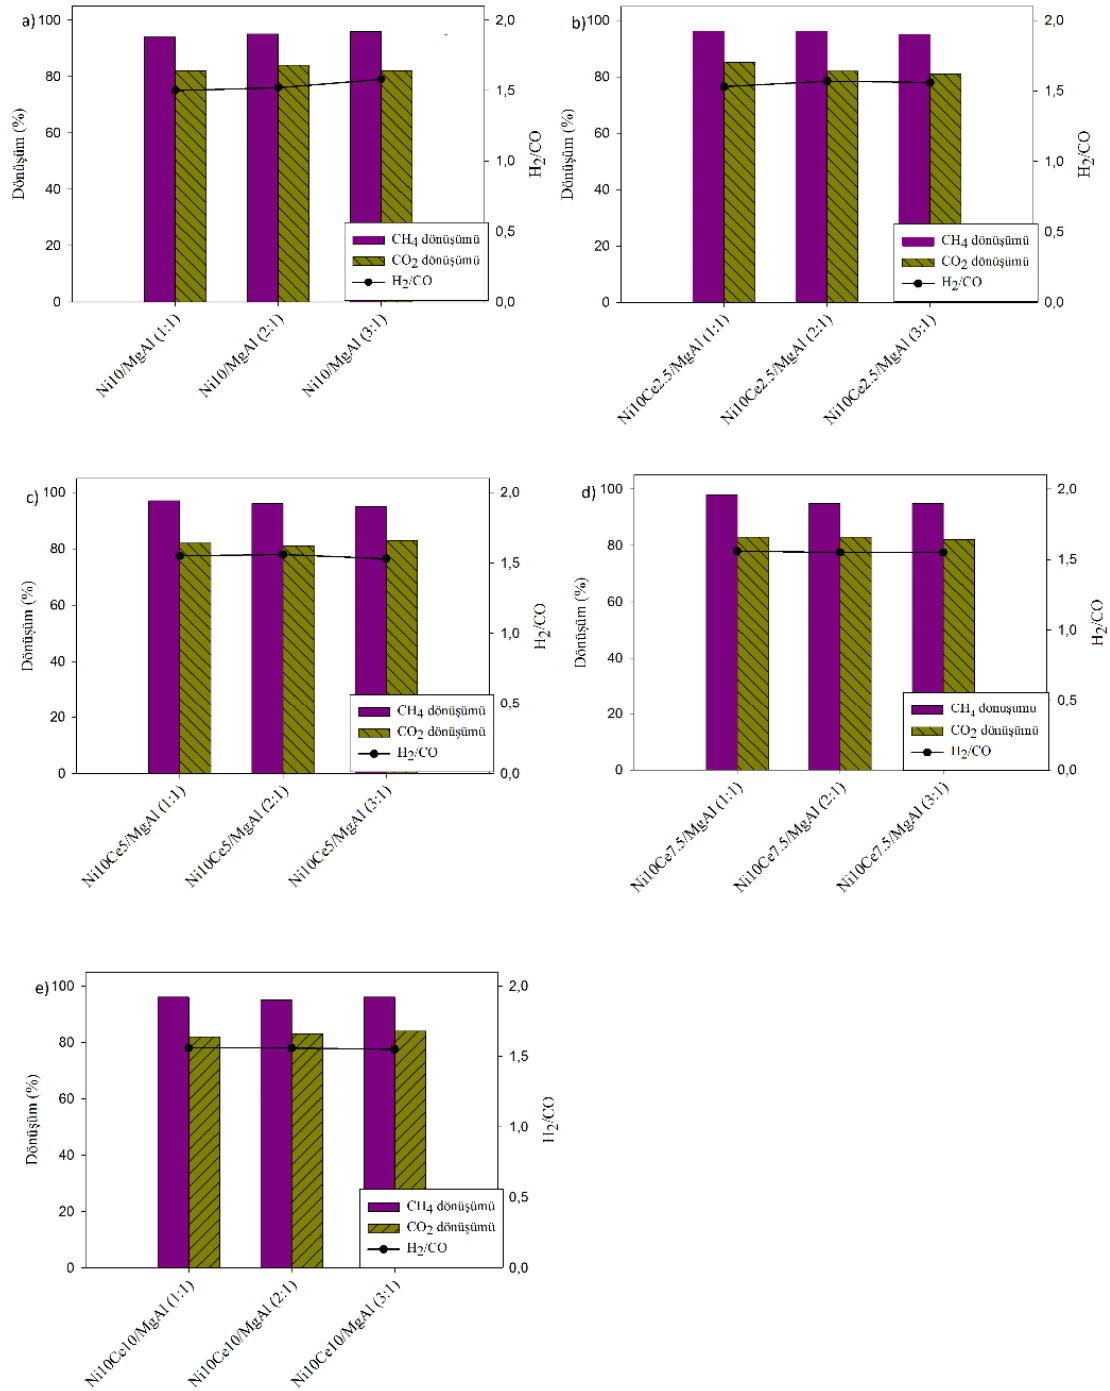 a)
100
80
60
40
20
0
Dönüşüm (%)
2,0
1,5
1,0
0,5
0,0
H2/CO
CH4 dönüşümü
CO2 dönüşümü
H2/CO
Ni10/MgAl (1:1)
Ni10/MgAl (2:1)
Ni10/MgAl (3:1)
b)
100
80
60
40
20
0
Dönüşüm (%)
2,0
1,5
1,0
0,5
0,0
H2/CO
CH4 dönüşümü
CO2 dönüşümü
H2/CO
Ni10Ce2.5/MgAl (1:1)
Ni10Ce2.5/MgAl (2:1)
Ni10Ce2.5/MgAl (3:1)
c)
100
80
60
40
20
0
Dönüşüm (%)
2,0
1,5
1,0
0,5
0,0
H2/CO
CH4 dönüşümü
CO2 dönüşümü
H2/CO
Ni10Ce5/MgAl (1:1)
Ni10Ce5/MgAl (2:1)
Ni10Ce5/MgAl (3:1)
d)
100
80
60
40
20
0
Dönüşüm (%)
2,0
1,5
1,0
0,5
0,0
H2/CO
CH4 dönüşümü
CO2 dönüşümü
H2/CO
Ni10Ce7.5/MgAl (1:1)
Ni10Ce7.5/MgAl (2:1)
Ni10Ce7.5/MgAl (3:1)
e)
100
80
60
40
20
0
Dönüşüm (%)
2,0
1,5
1,0
0,5
0,0
H2/CO
CH4 dönüşümü
CO2 dönüşümü
H2/CO
Ni10Ce10/MgAl (1:1)
Ni10Ce10/MgAl (2:1)
Ni10Ce10/MgAl (3:1)